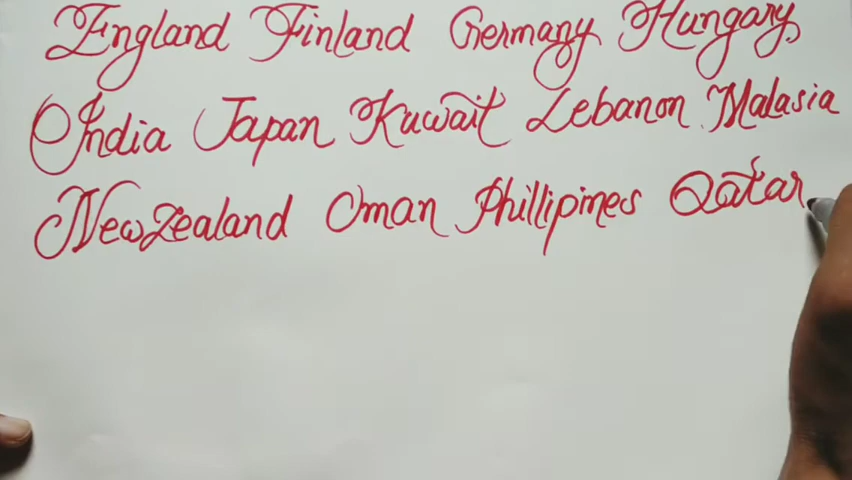 England Finland Germany Hungary
India Japan Kuwait Lebanon Malasia
NewZealand Oman Phillipines Qatar